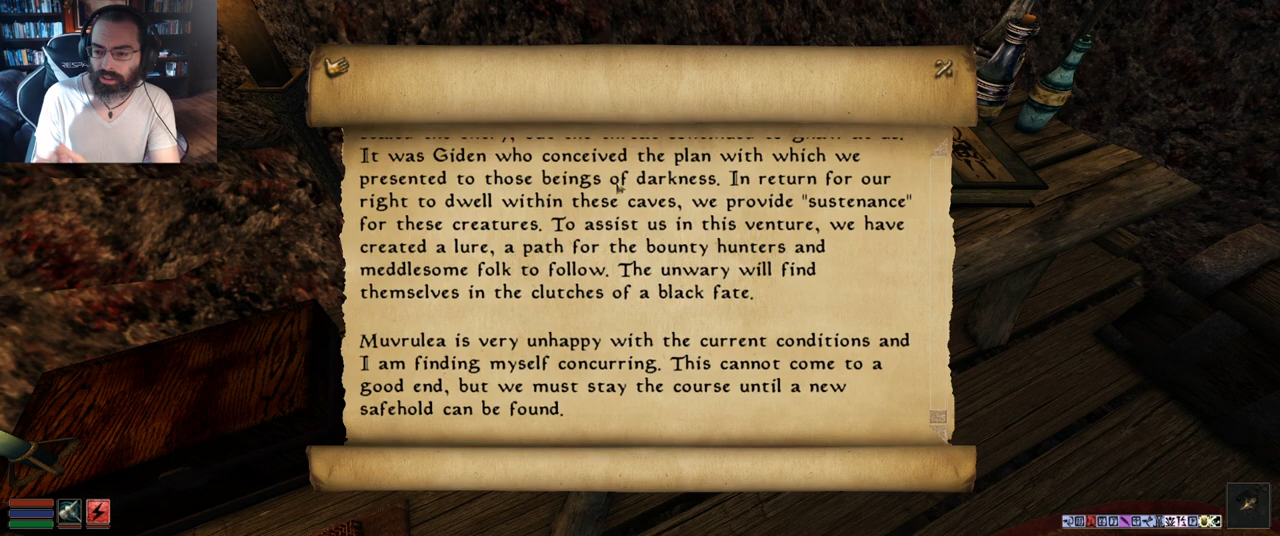 It was Giden who conceived the plan with which we
presented to those beings of darkness. In return for our
right to dwell within these caves, we provide "sustenance"
for these creatures. To assist us in this venture, we have
created a lure, a path for the bounty hunters and
meddlesome folk to follow. The unwary will find
themselves in the clutches of a black fate.
Muvrulea is very unhappy with the current conditions and
I am finding myself concurring. This cannot come to a
good end, but we must stay the course until a new
safehold can be found.